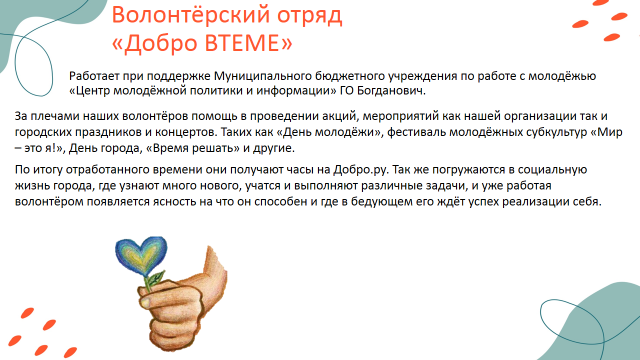 Волонтёрский отряд
«Добро ВТЕМЕ»
Работает при поддержке Муниципального бюджетного учреждения по работе с молодёжью
«Центр молодёжной политики и информации» ГО Богданович.
За плечами наших волонтёров помощь в проведении акций, мероприятий как нашей организации так и
городских праздников и концертов. Таких как «День молодёжи», фестиваль молодёжных субкультур «Мир
– это я!», День города, «Время решать» и другие.
По итогу отработанного времени они получают часы на Добро.ру. Так же погружаются в социальную
жизнь города, где узнают много нового, учатся и выполняют различные задачи, и уже работая
волонтёром появляется ясность на что он способен и где в бедующем его ждёт успех реализации себя.